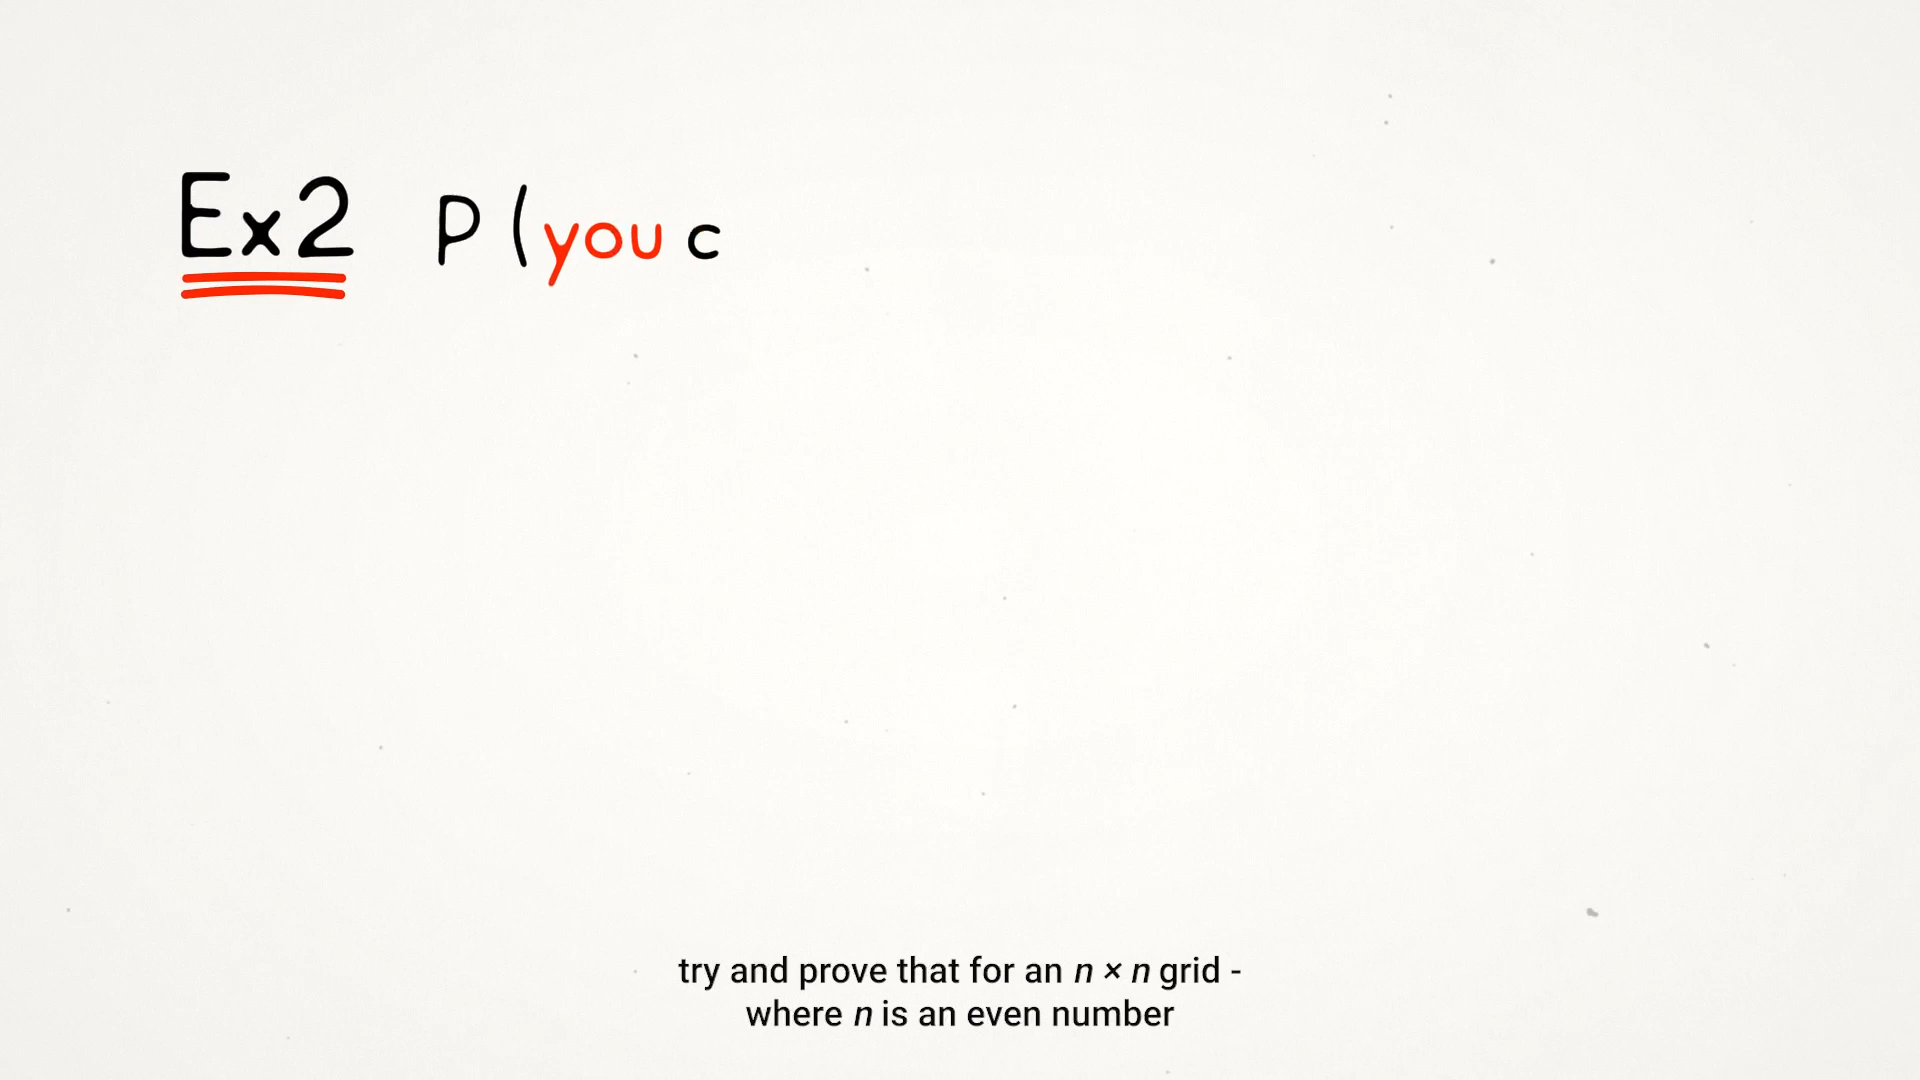 Ex2 P(you c
try and prove that for an n × n grid -
where n is an even number